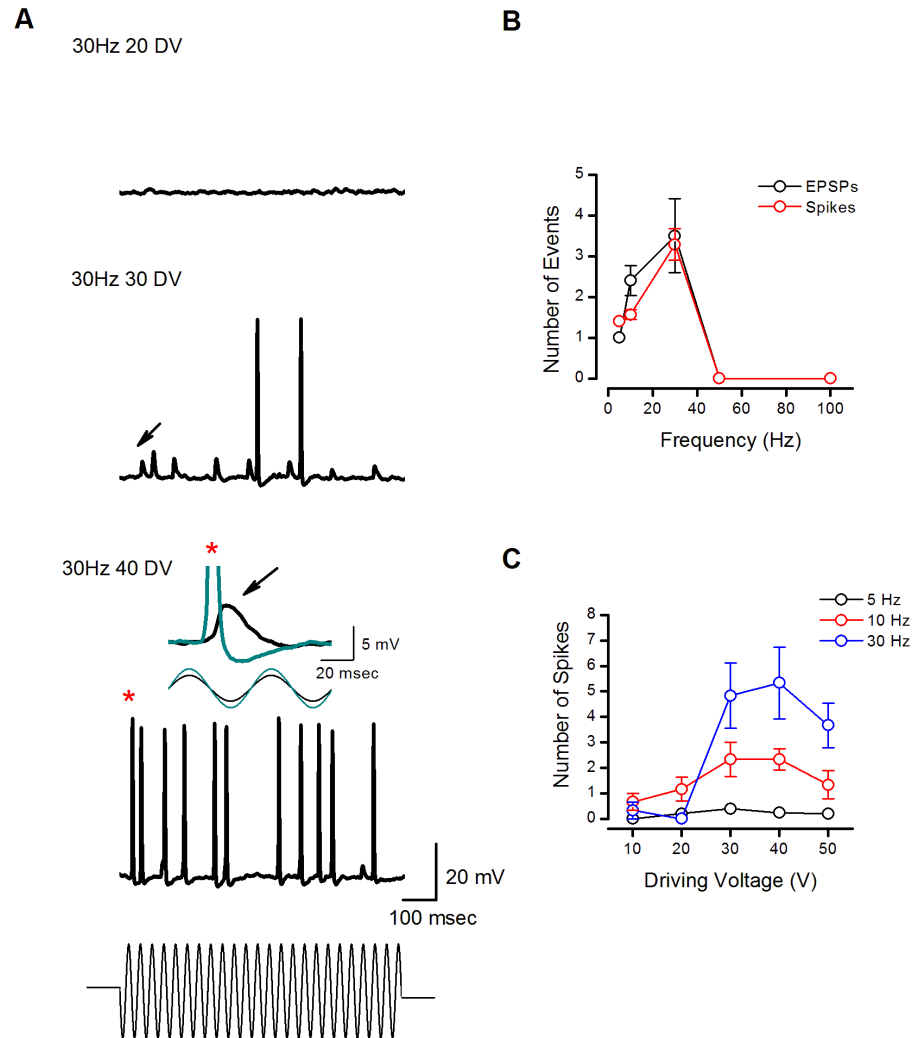 A
30Hz 20 DV
30Hz 30 DV
30Hz 40 DV
*
5 mV
20 msec
*
20 mV
100 msec
B
Number of Events
5
4
3
2
1
0
EPSPs
Spikes
0 20 40 60 80 100
Frequency (Hz)
C
Number of Spikes
8
7
6
5
4
3
2
1
0
5 Hz
10 Hz
30 Hz
10 20 30 40 50
Driving Voltage (V)